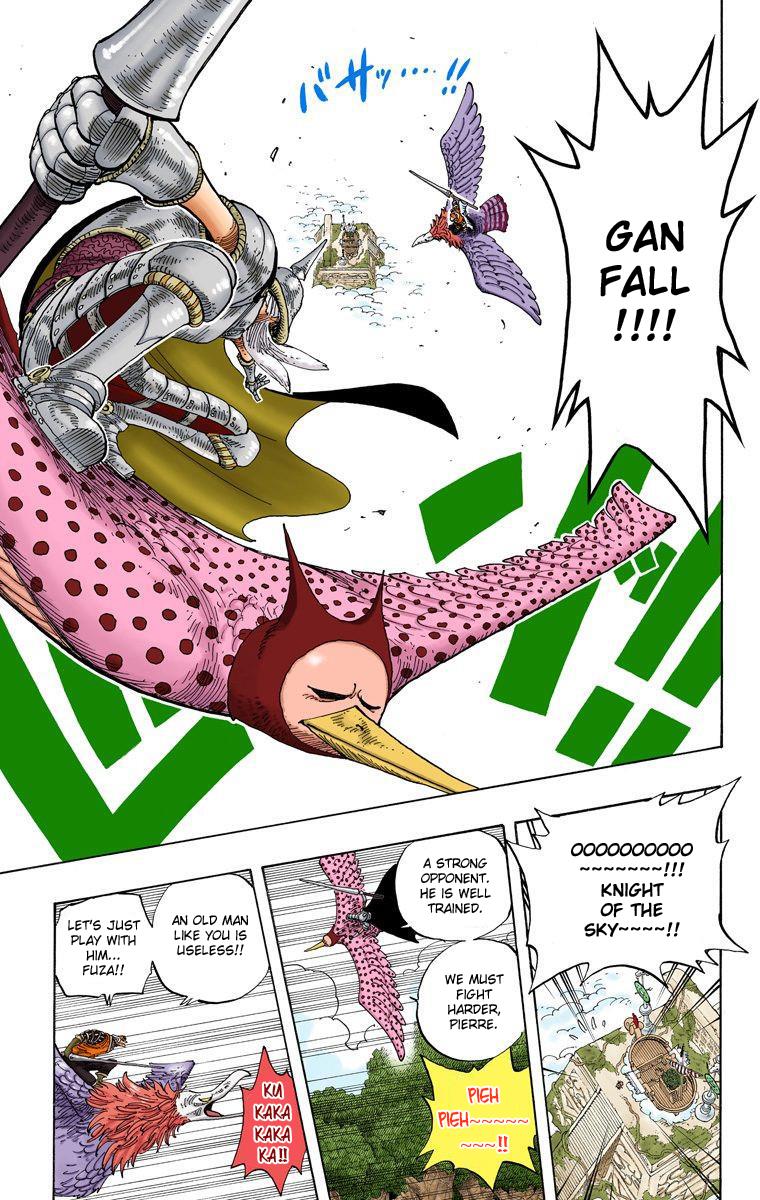 GAN
FALL
!!!!
バサッ…!!
OOOOOOOOOO
~~~~~~~!!!
KNIGHT
OF THE
SKY~~~~!!
A STRONG
OPPONENT.
HE IS WELL
TRAINED.
WE MUST
FIGHT
HARDER,
PIERRE.
PIEH
PIEH~~~~~
~~~!!
AN OLD MAN
LIKE YOU IS
USELESS!!
LET'S JUST
PLAY WITH
HIM...
FUZA!!
KU
KAKA
KAKA
KA!!